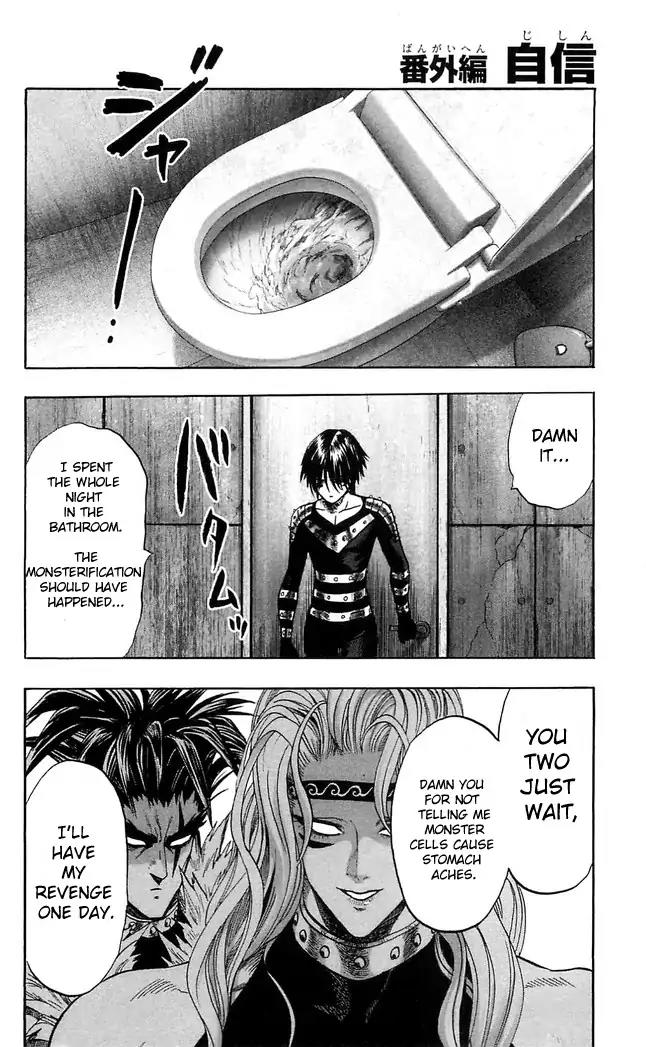 ばんがいへん じしん
番外編 自信
ジャー…
DAMN
IT...
バタムッ
I SPENT
THE WHOLE
NIGHT
IN THE
BATHROOM.
THE
MONSTERIFICATION
SHOULD HAVE
HAPPENED...
YOU
TWO
JUST
WAIT,
DAMN YOU
FOR NOT
TELLING ME
MONSTER
CELLS CAUSE
STOMACH
ACHES.
I'LL
HAVE
MY
REVENGE
ONE DAY.